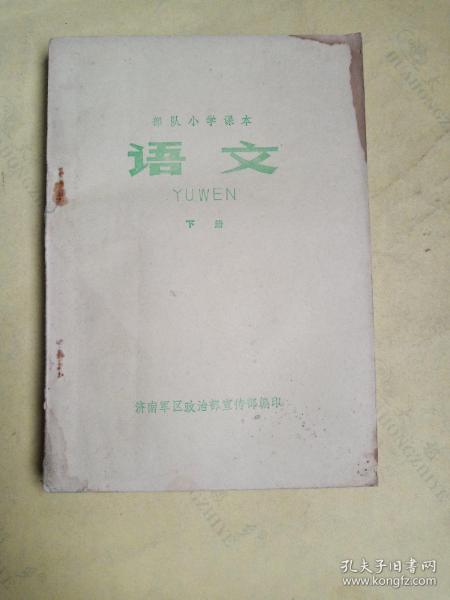 部队小学课本
语文
YUWEN
下册
济南军区政治部宣传部编印
孔夫子旧书网
www.kongfz.com